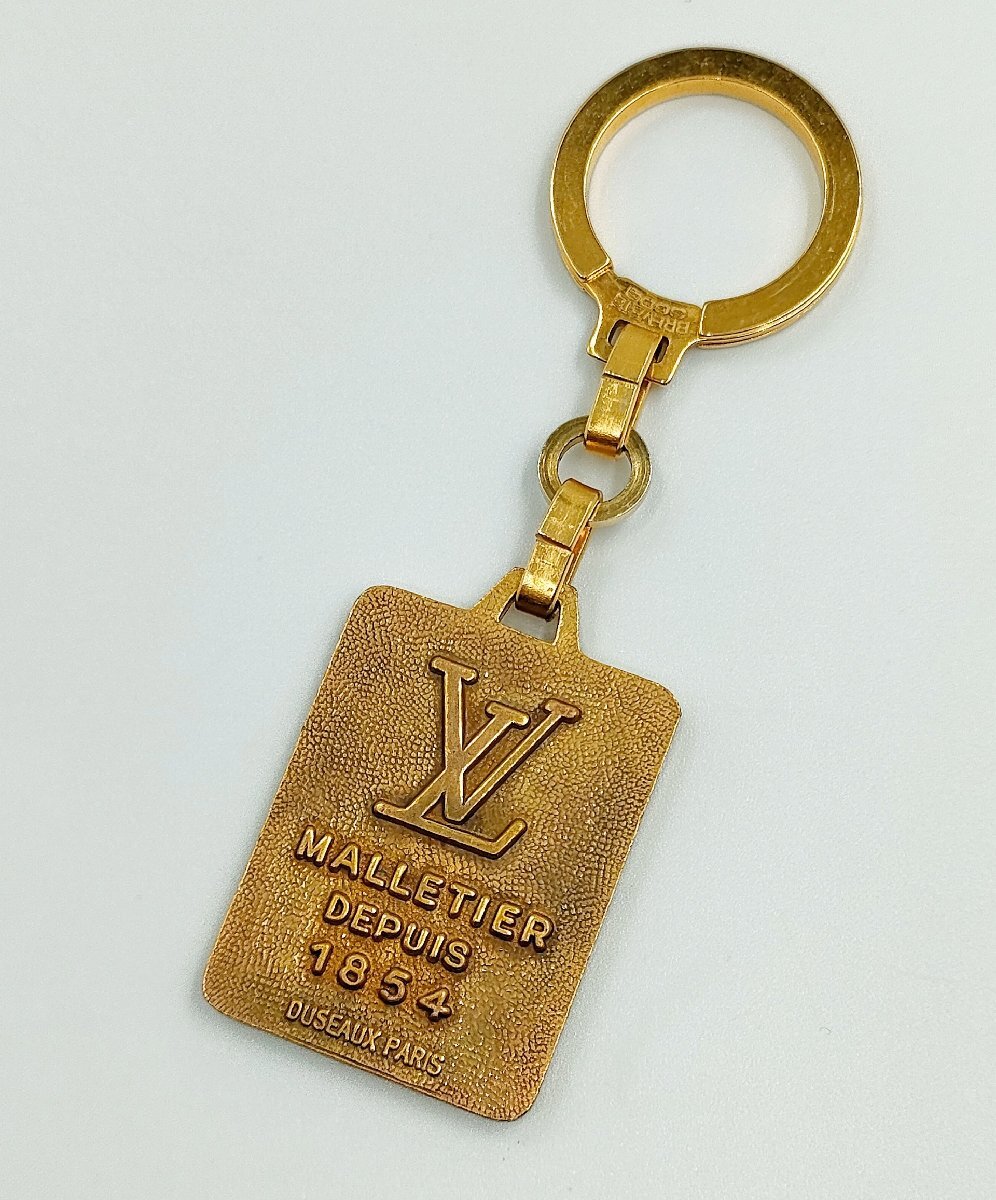 LV
MALLETIER
DEPUIS
1854
DUSEAUX PARIS